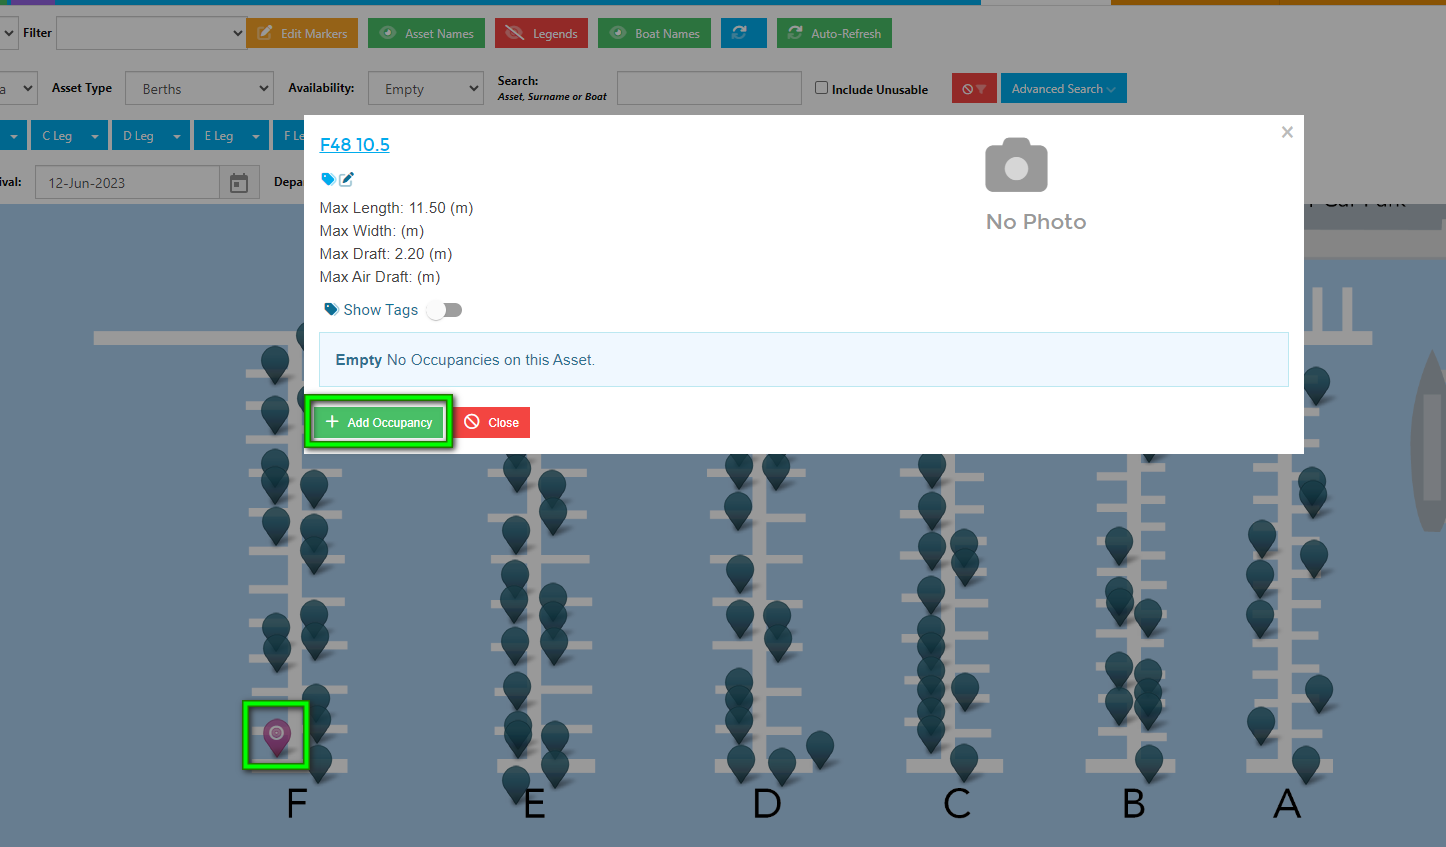 Filter
Edit Markers
Asset Names
Legends
Boat Names
Auto-Refresh
a
Asset Type
Berths
Availability:
Empty
Search:
Asset, Surname or Boat
Include Unusable
Advanced Search
C Leg
D Leg
E Leg
F Le
ival:
12-Jun-2023
Depa
F48 10.5
Max Length: 11.50 (m)
Max Width: (m)
Max Draft: 2.20 (m)
Max Air Draft: (m)
No Photo
Show Tags
Empty No Occupancies on this Asset.
Add Occupancy
Close
F
E
D
C
B
A